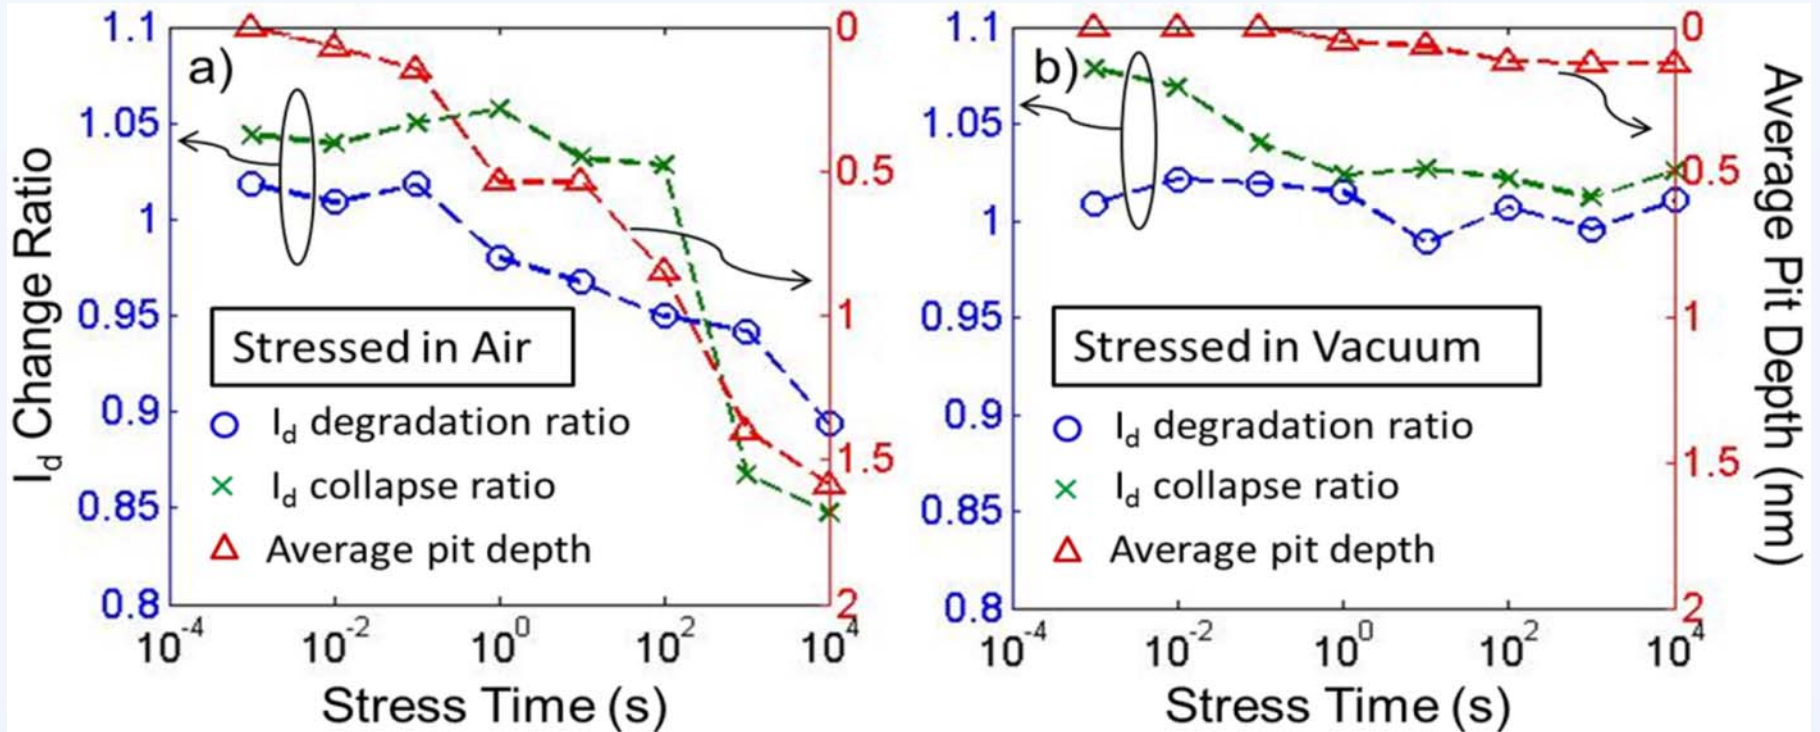 I_d Change Ratio
1.1
1.05
1
0.95
0.9
0.85
0.8
a)
Stressed in Air
I_d degradation ratio
I_d collapse ratio
Average pit depth
0
0.5
1
1.5
2
10^-4
10^-2
10^0
10^2
10^4
Stress Time (s)
1.1
1.05
1
0.95
0.9
0.85
0.8
b)
Stressed in Vacuum
I_d degradation ratio
I_d collapse ratio
Average pit depth
0
0.5
1
1.5
2
10^-4
10^-2
10^0
10^2
10^4
Stress Time (s)
Average Pit Depth (nm)